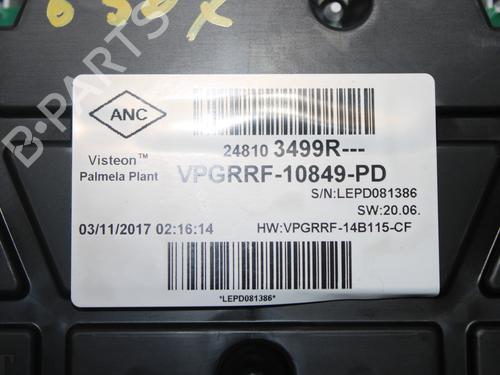 B-PARTS
ANC
24810 3499R---
Visteon™
Palmela Plant
VPGRRF-10849-PD
S/N:LEPD081386
SW:20.06.
03/11/2017 02:16:14
HW:VPGRRF-14B115-CF
*LEPD081386*